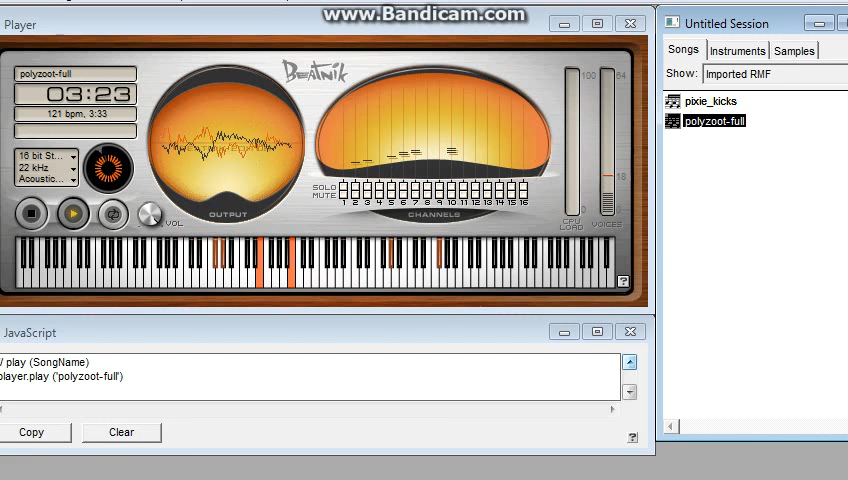 www.Bandicam.com
Player
Untitled Session
Songs Instruments Samples
Show: Imported RMF
pixie_kicks
polyzoot-full
polyzoot-full
03:23
121 bpm, 3:33
16 bit St...
22 kHz
Acoustic...
VOL
Beatnik
OUTPUT
SOLO
MUTE
1 2 3 4 5 6 7 8 9 10 11 12 13 14 15 16
CHANNELS
100
0
CPU LOAD
64
18
0
VOICES
?
JavaScript
/ play (SongName)
player.play ('polyzoot-full')
Copy Clear
?